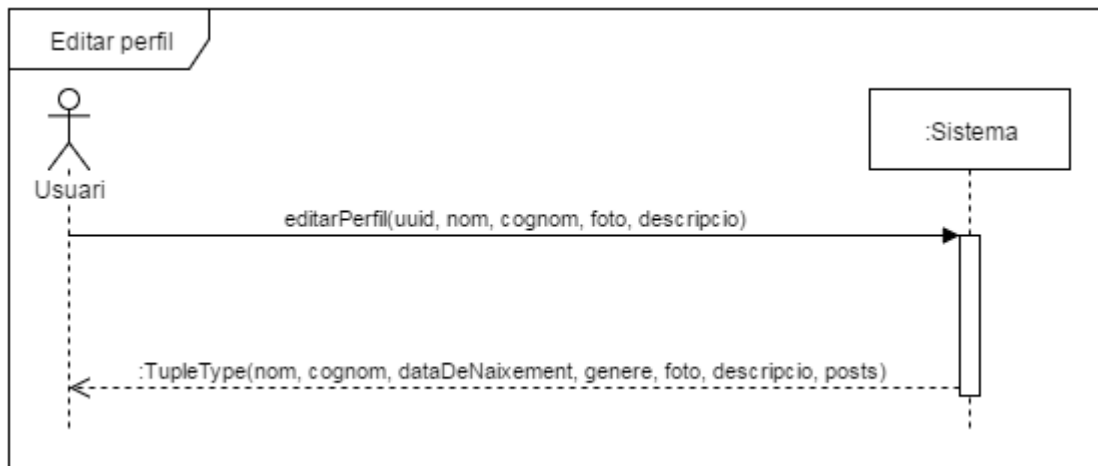 Editar perfil
:Sistema
Usuari
editarPerfil(uuid, nom, cognom, foto, descripcio)
:TupleType(nom, cognom, dataDeNaixement, genere, foto, descripcio, posts)